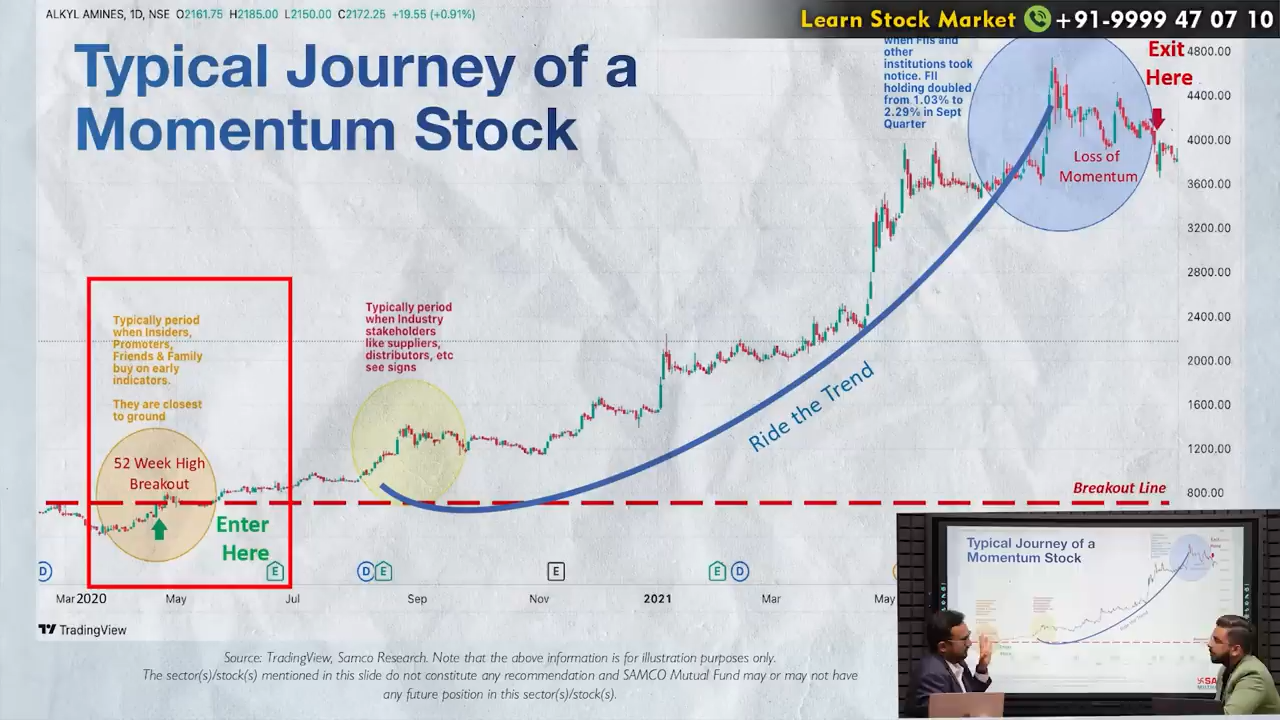 ALKYL AMINES, 1D, NSE O2161.75 H2185.00 L2150.00 C2172.25 +19.55 (+0.91%)
Learn Stock Market +91-9999 47 07 10
Typical Journey of a
Momentum Stock
when FIIs and
other
institutions took
notice. FII
holding doubled
from 1.03% to
2.29% in Sept
Quarter
Exit
Here
4800.00
4400.00
4000.00
Loss of
Momentum
3600.00
3200.00
2800.00
2400.00
2000.00
1600.00
1200.00
800.00
Typically period
when Insiders,
Promoters,
Friends & Family
buy on early
indicators.
They are closest
to ground
Typically period
when Industry
stakeholders
like suppliers,
distributors, etc
see signs
Ride the Trend
52 Week High
Breakout
Enter
Here
Breakout Line
D E D E E E D
Mar 2020 May Jul Sep Nov 2021 Mar May
TradingView
Source: TradingView, Samco Research. Note that the above information is for illustration purposes only.
The sector(s)/stock(s) mentioned in this slide do not constitute any recommendation and SAMCO Mutual Fund may or may not have
any future position in its sector(s)/stock(s).
Typical Journey of a
Momentum Stock